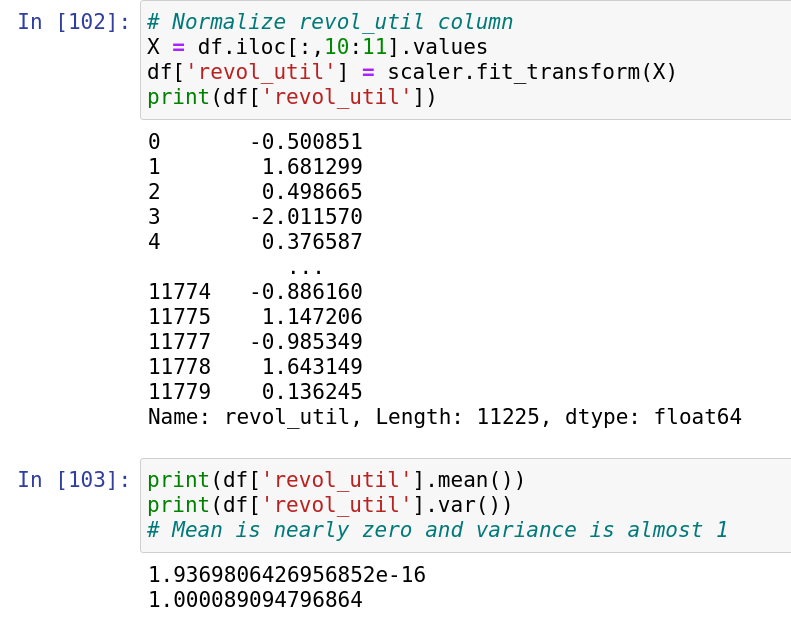 In [102]: # Normalize revol_util column
X = df.iloc[:,10:11].values
df['revol_util'] = scaler.fit_transform(X)
print(df['revol_util'])
0       -0.500851
1        1.681299
2        0.498665
3       -2.011570
4        0.376587
           ...
11774   -0.886160
11775    1.147206
11777   -0.985349
11778    1.643149
11779    0.136245
Name: revol_util, Length: 11225, dtype: float64
In [103]: print(df['revol_util'].mean())
print(df['revol_util'].var())
# Mean is nearly zero and variance is almost 1
1.9369806426956852e-16
1.000089094796864